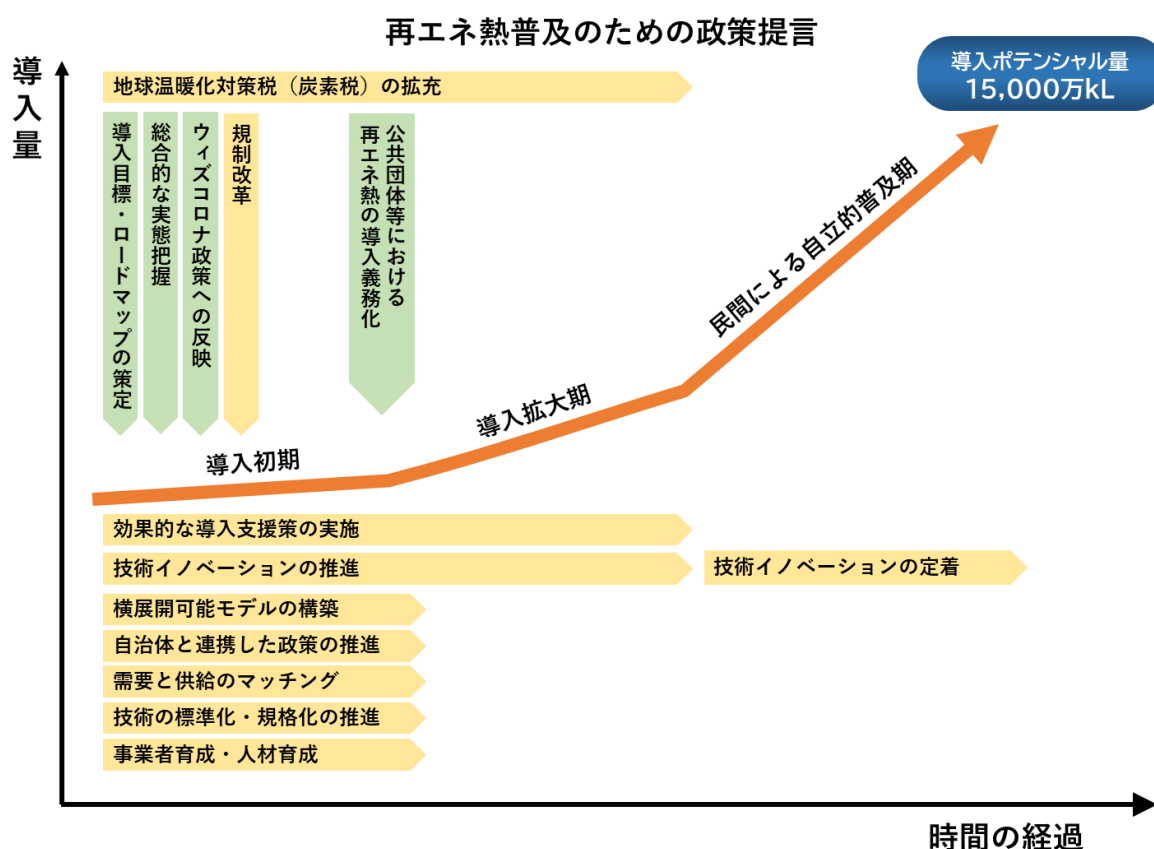 再エネ熱普及のための政策提言
導入量
導入ポテンシャル量
15,000万kL
地球温暖化対策税（炭素税）の拡充
導入目標・ロードマップの策定
総合的な実態把握
ウィズコロナ政策への反映
規制改革
公共団体等における
再エネ熱の導入義務化
民間による自立的普及期
導入拡大期
導入初期
効果的な導入支援策の実施
技術イノベーションの推進
技術イノベーションの定着
横展開可能モデルの構築
自治体と連携した政策の推進
需要と供給のマッチング
技術の標準化・規格化の推進
事業者育成・人材育成
時間の経過